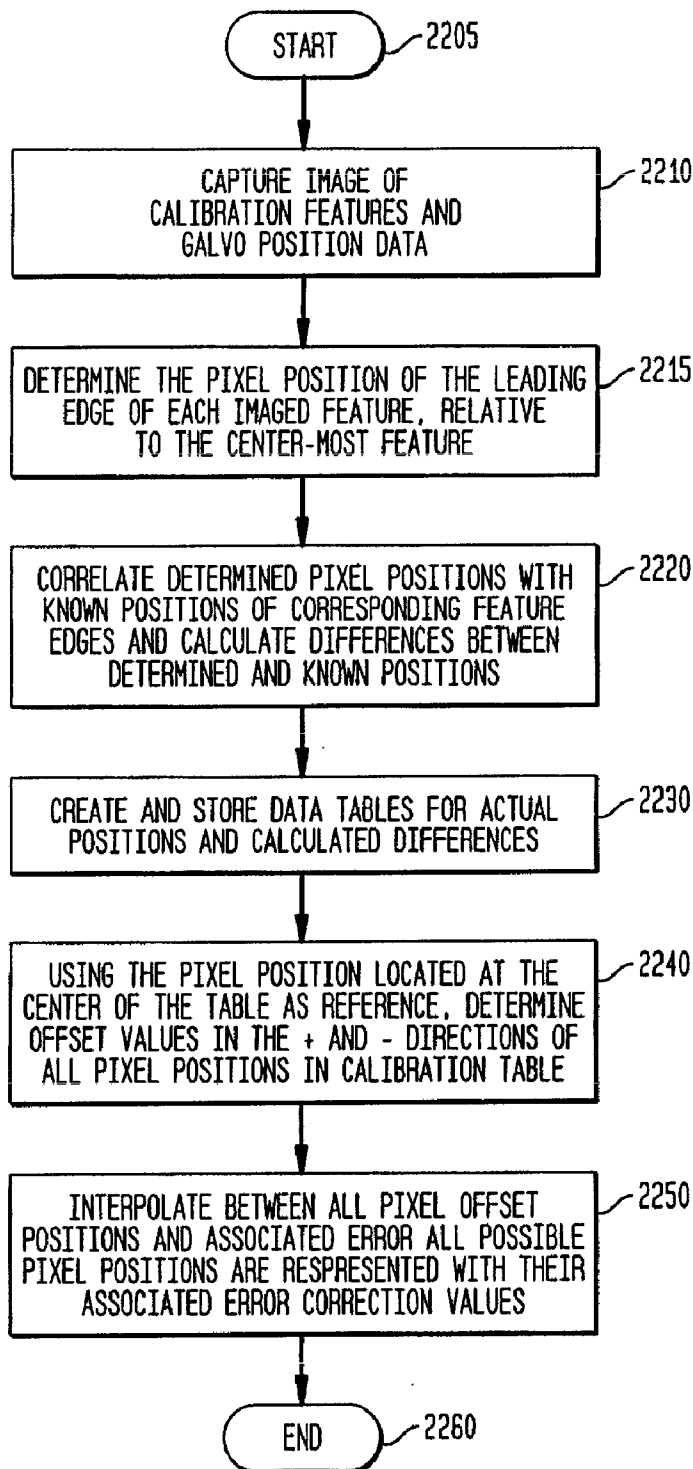 START
2205
CAPTURE IMAGE OF
CALIBRATION FEATURES AND
GALVO POSITION DATA
2210
DETERMINE THE PIXEL POSITION OF THE LEADING
EDGE OF EACH IMAGED FEATURE, RELATIVE
TO THE CENTER-MOST FEATURE
2215
CORRELATE DETERMINED PIXEL POSITIONS WITH
KNOWN POSITIONS OF CORRESPONDING FEATURE
EDGES AND CALCULATE DIFFERENCES BETWEEN
DETERMINED AND KNOWN POSITIONS
2220
CREATE AND STORE DATA TABLES FOR ACTUAL
POSITIONS AND CALCULATED DIFFERENCES
2230
USING THE PIXEL POSITION LOCATED AT THE
CENTER OF THE TABLE AS REFERENCE, DETERMINE
OFFSET VALUES IN THE + AND - DIRECTIONS OF
ALL PIXEL POSITIONS IN CALIBRATION TABLE
2240
INTERPOLATE BETWEEN ALL PIXEL OFFSET
POSITIONS AND ASSOCIATED ERROR ALL POSSIBLE
PIXEL POSITIONS ARE RESPRESENTED WITH THEIR
ASSOCIATED ERROR CORRECTION VALUES
2250
END
2260